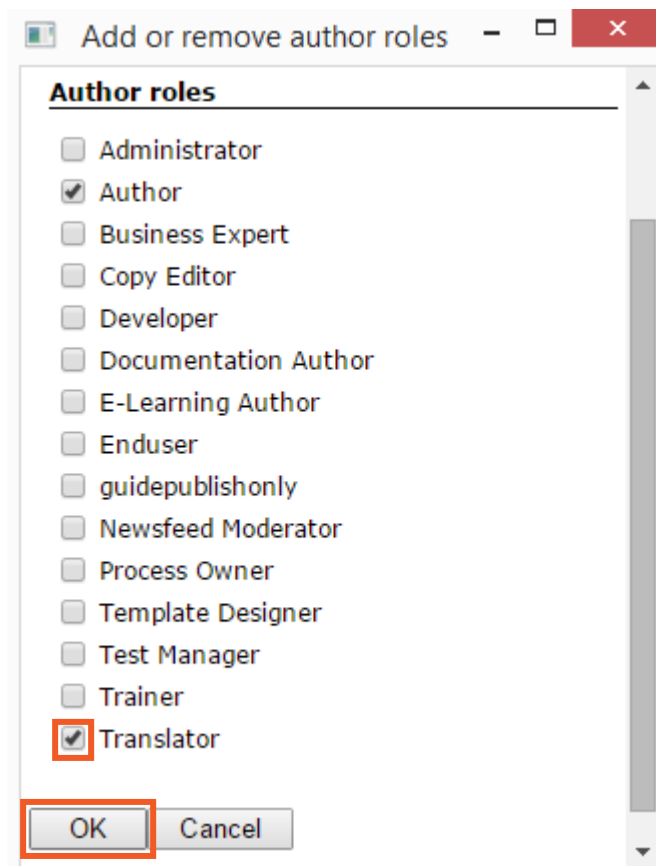 Add or remove author roles
Author roles
Administrator
Author
Business Expert
Copy Editor
Developer
Documentation Author
E-Learning Author
Enduser
guidepublishonly
Newsfeed Moderator
Process Owner
Template Designer
Test Manager
Trainer
Translator
OK Cancel